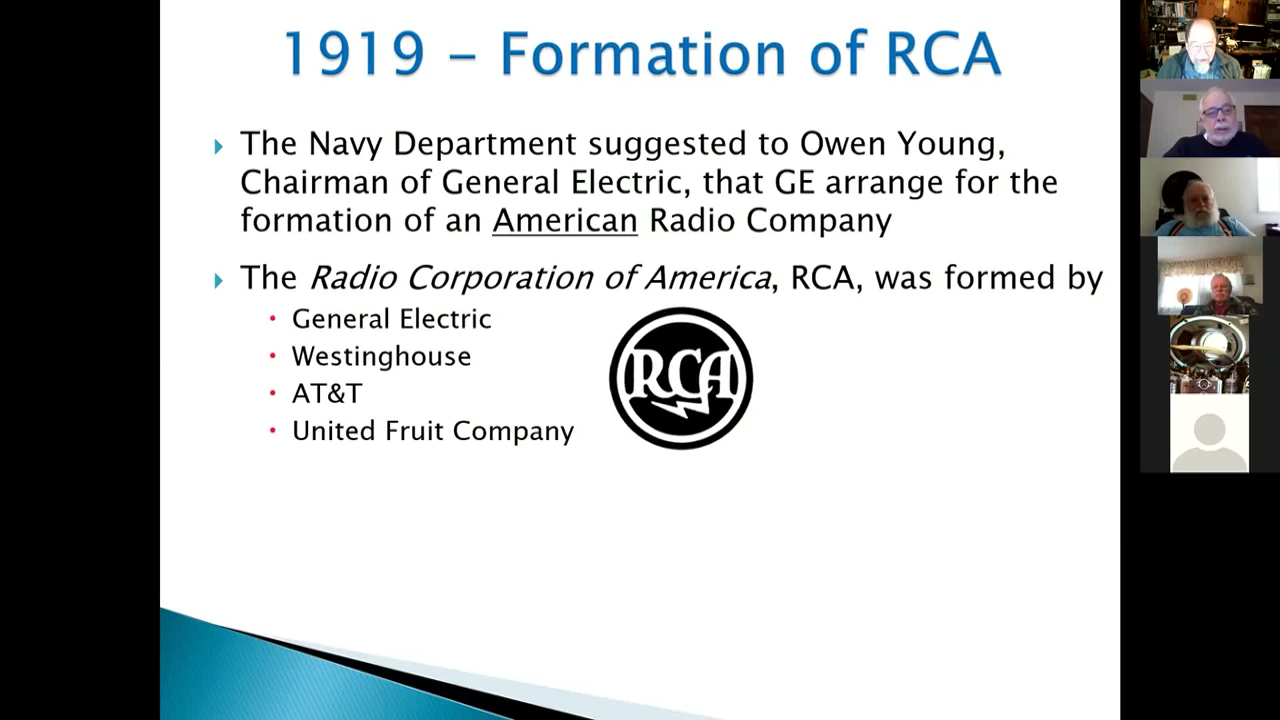 1919 – Formation of RCA
The Navy Department suggested to Owen Young,
Chairman of General Electric, that GE arrange for the
formation of an American Radio Company
The Radio Corporation of America, RCA, was formed by
General Electric
Westinghouse
AT&T
United Fruit Company
RCA